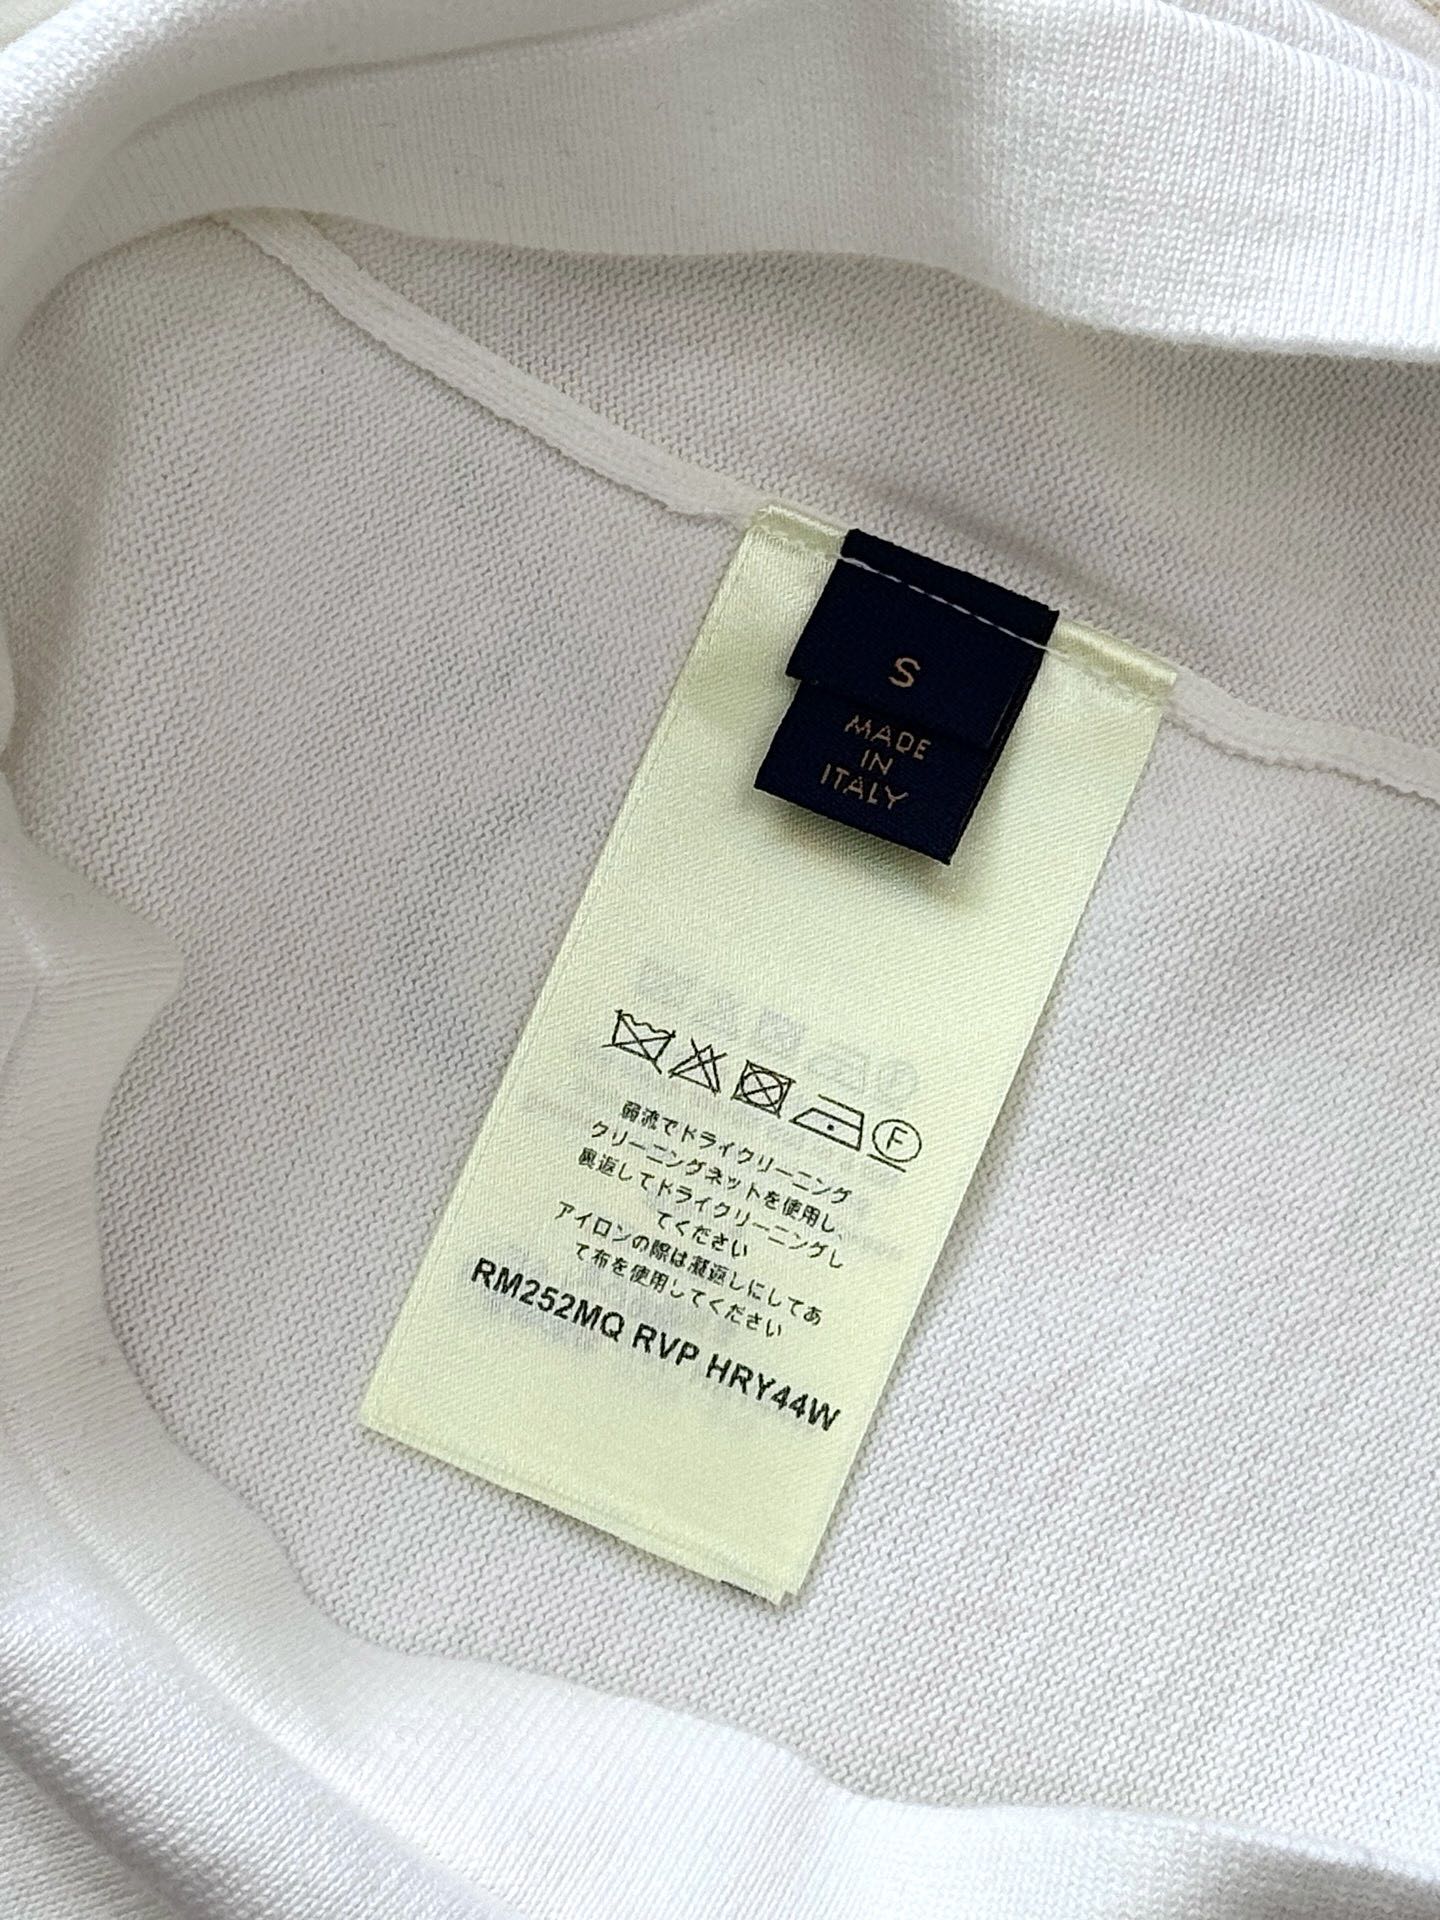 S
MADE
IN
ITALY
F
弱流でドライクリーニング
クリーニングネットを使用し、
裏返してドライクリーニングし
てください
アイロンの際は裏返しにしてあ
て布を使用してください
RM252MQ RVP HRY44W